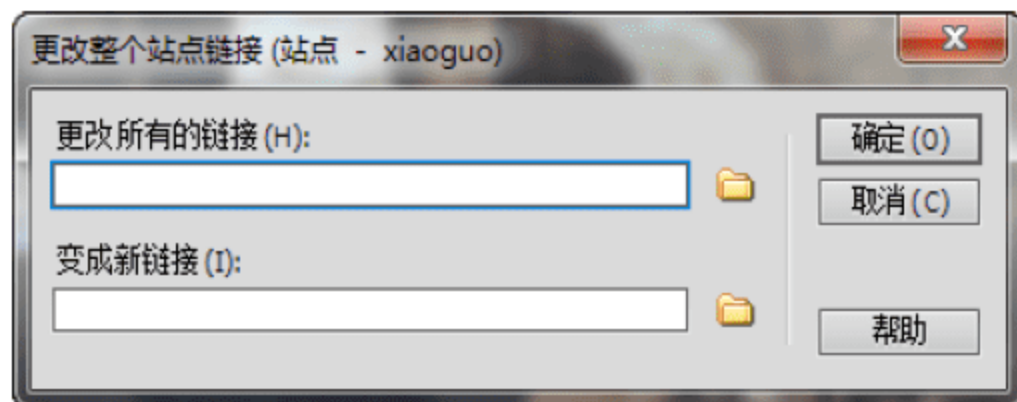 更改整个站点链接 (站点 - xiaoguo)
更改所有的链接(H):
确定(O)
取消(C)
变成新链接(I):
帮助